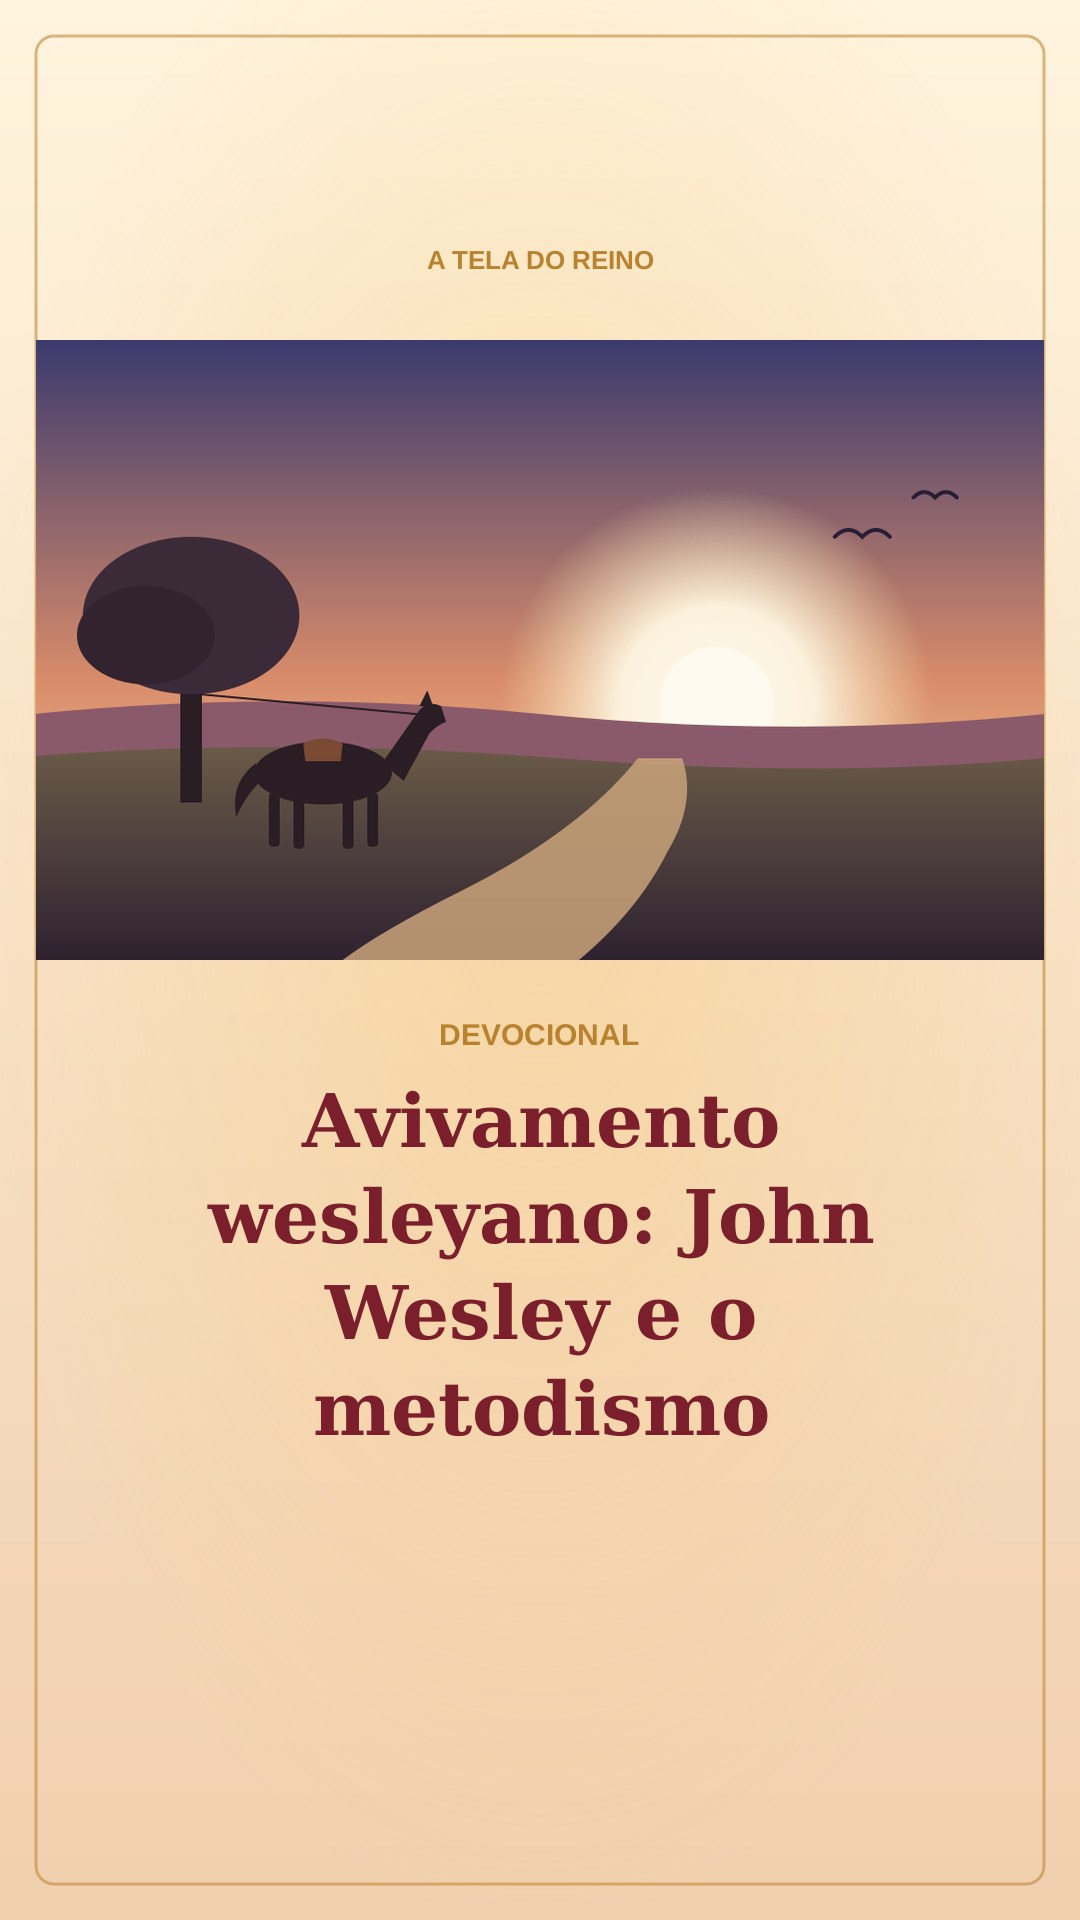 A TELA DO REINO
DEVOCIONAL
Avivamento
wesleyano: John
Wesley e o
metodismo